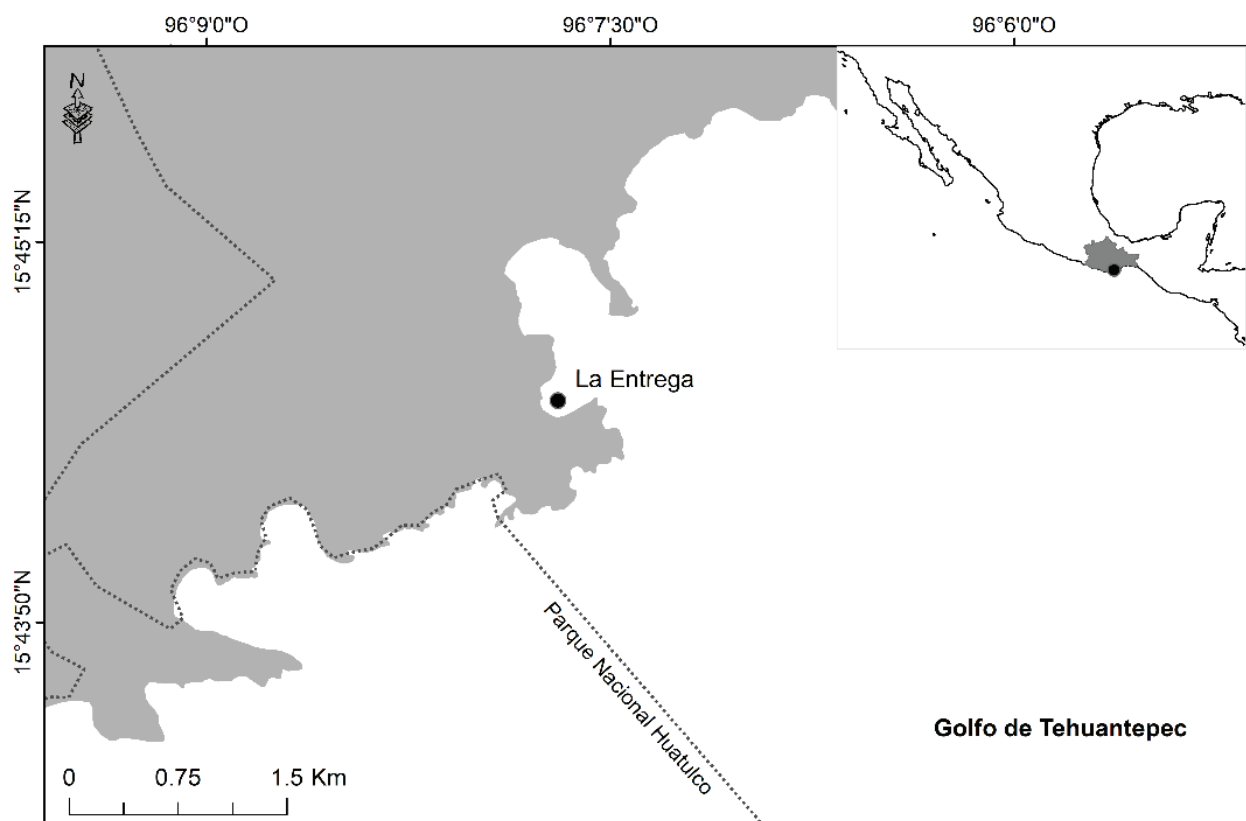 96°9'0"O
96°7'30"O
96°6'0"O
N
15°45'15"N
La Entrega
15°43'50"N
Parque Nacional Huatulco
Golfo de Tehuantepec
0 0.75 1.5 Km